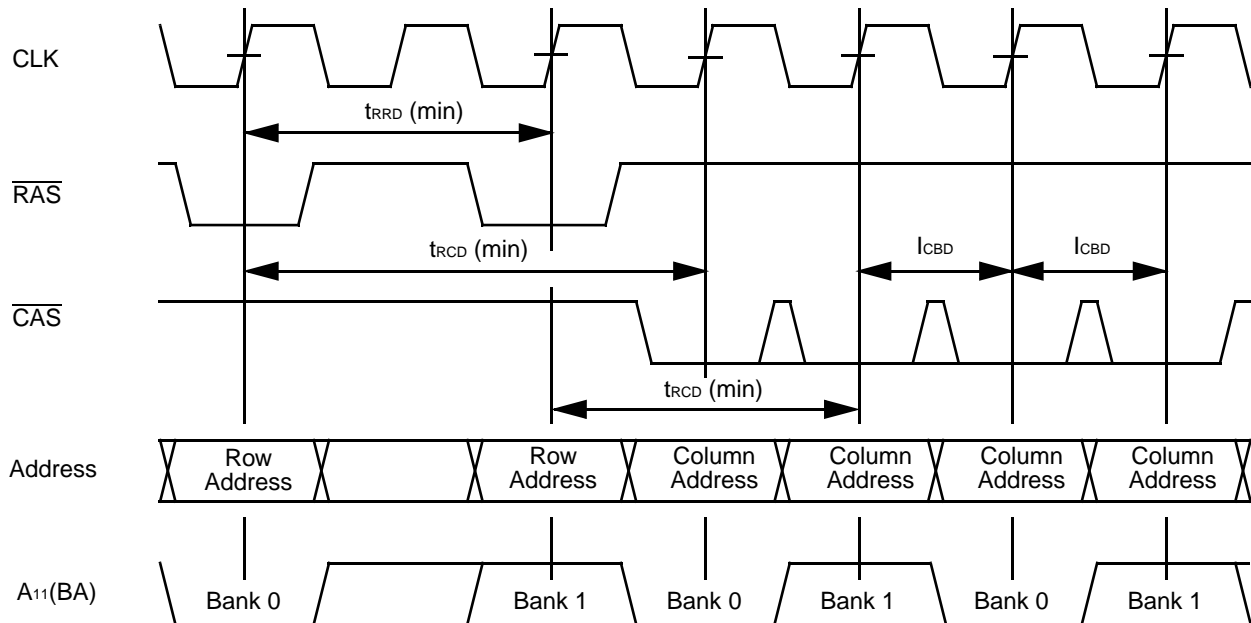 CLK
tRRD (min)
RAS
tRCD (min)
ICBD
ICBD
CAS
tRCD (min)
Address
Row
Address
Row
Address
Column
Address
Column
Address
Column
Address
Column
Address
A11(BA)
Bank 0
Bank 1
Bank 0
Bank 1
Bank 0
Bank 1